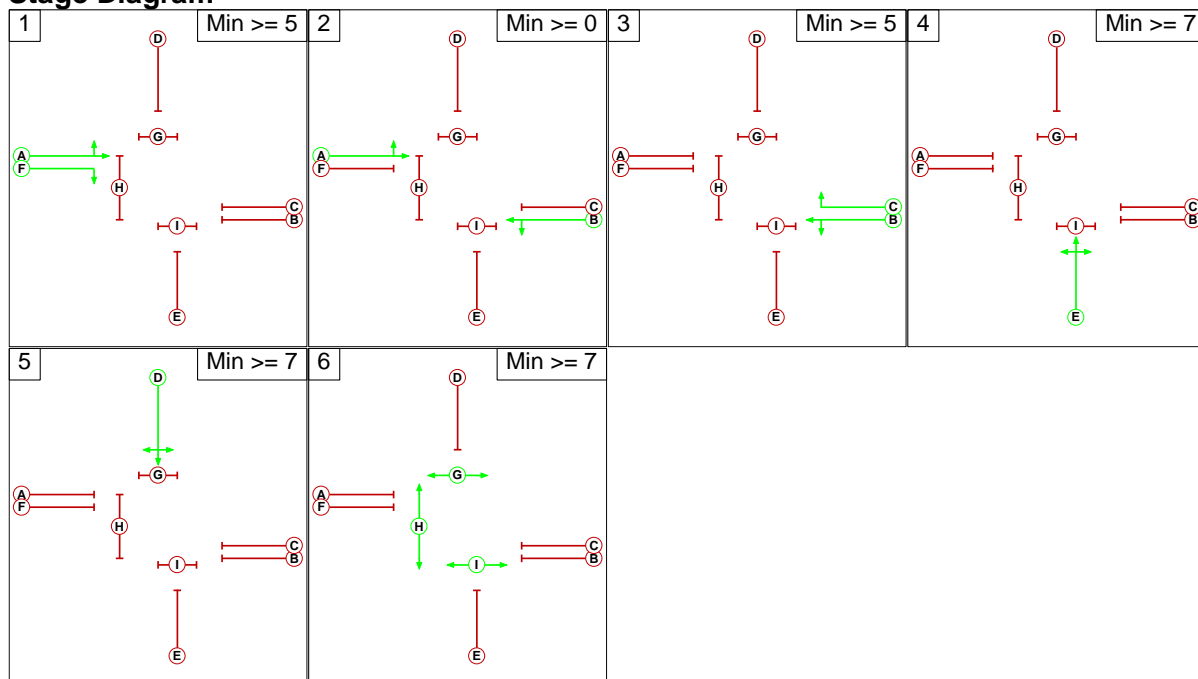 Stage Diagram
1 Min >= 5 2 Min >= 0 3 Min >= 5 4 Min >= 7
D D D D
G G G G
A A A A
F F F F
H H H H
C C C C
B B B B
I I I I
E E E E
5 Min >= 7 6 Min >= 7
D D
G G
A A
F F
H H
C C
B B
I I
E E